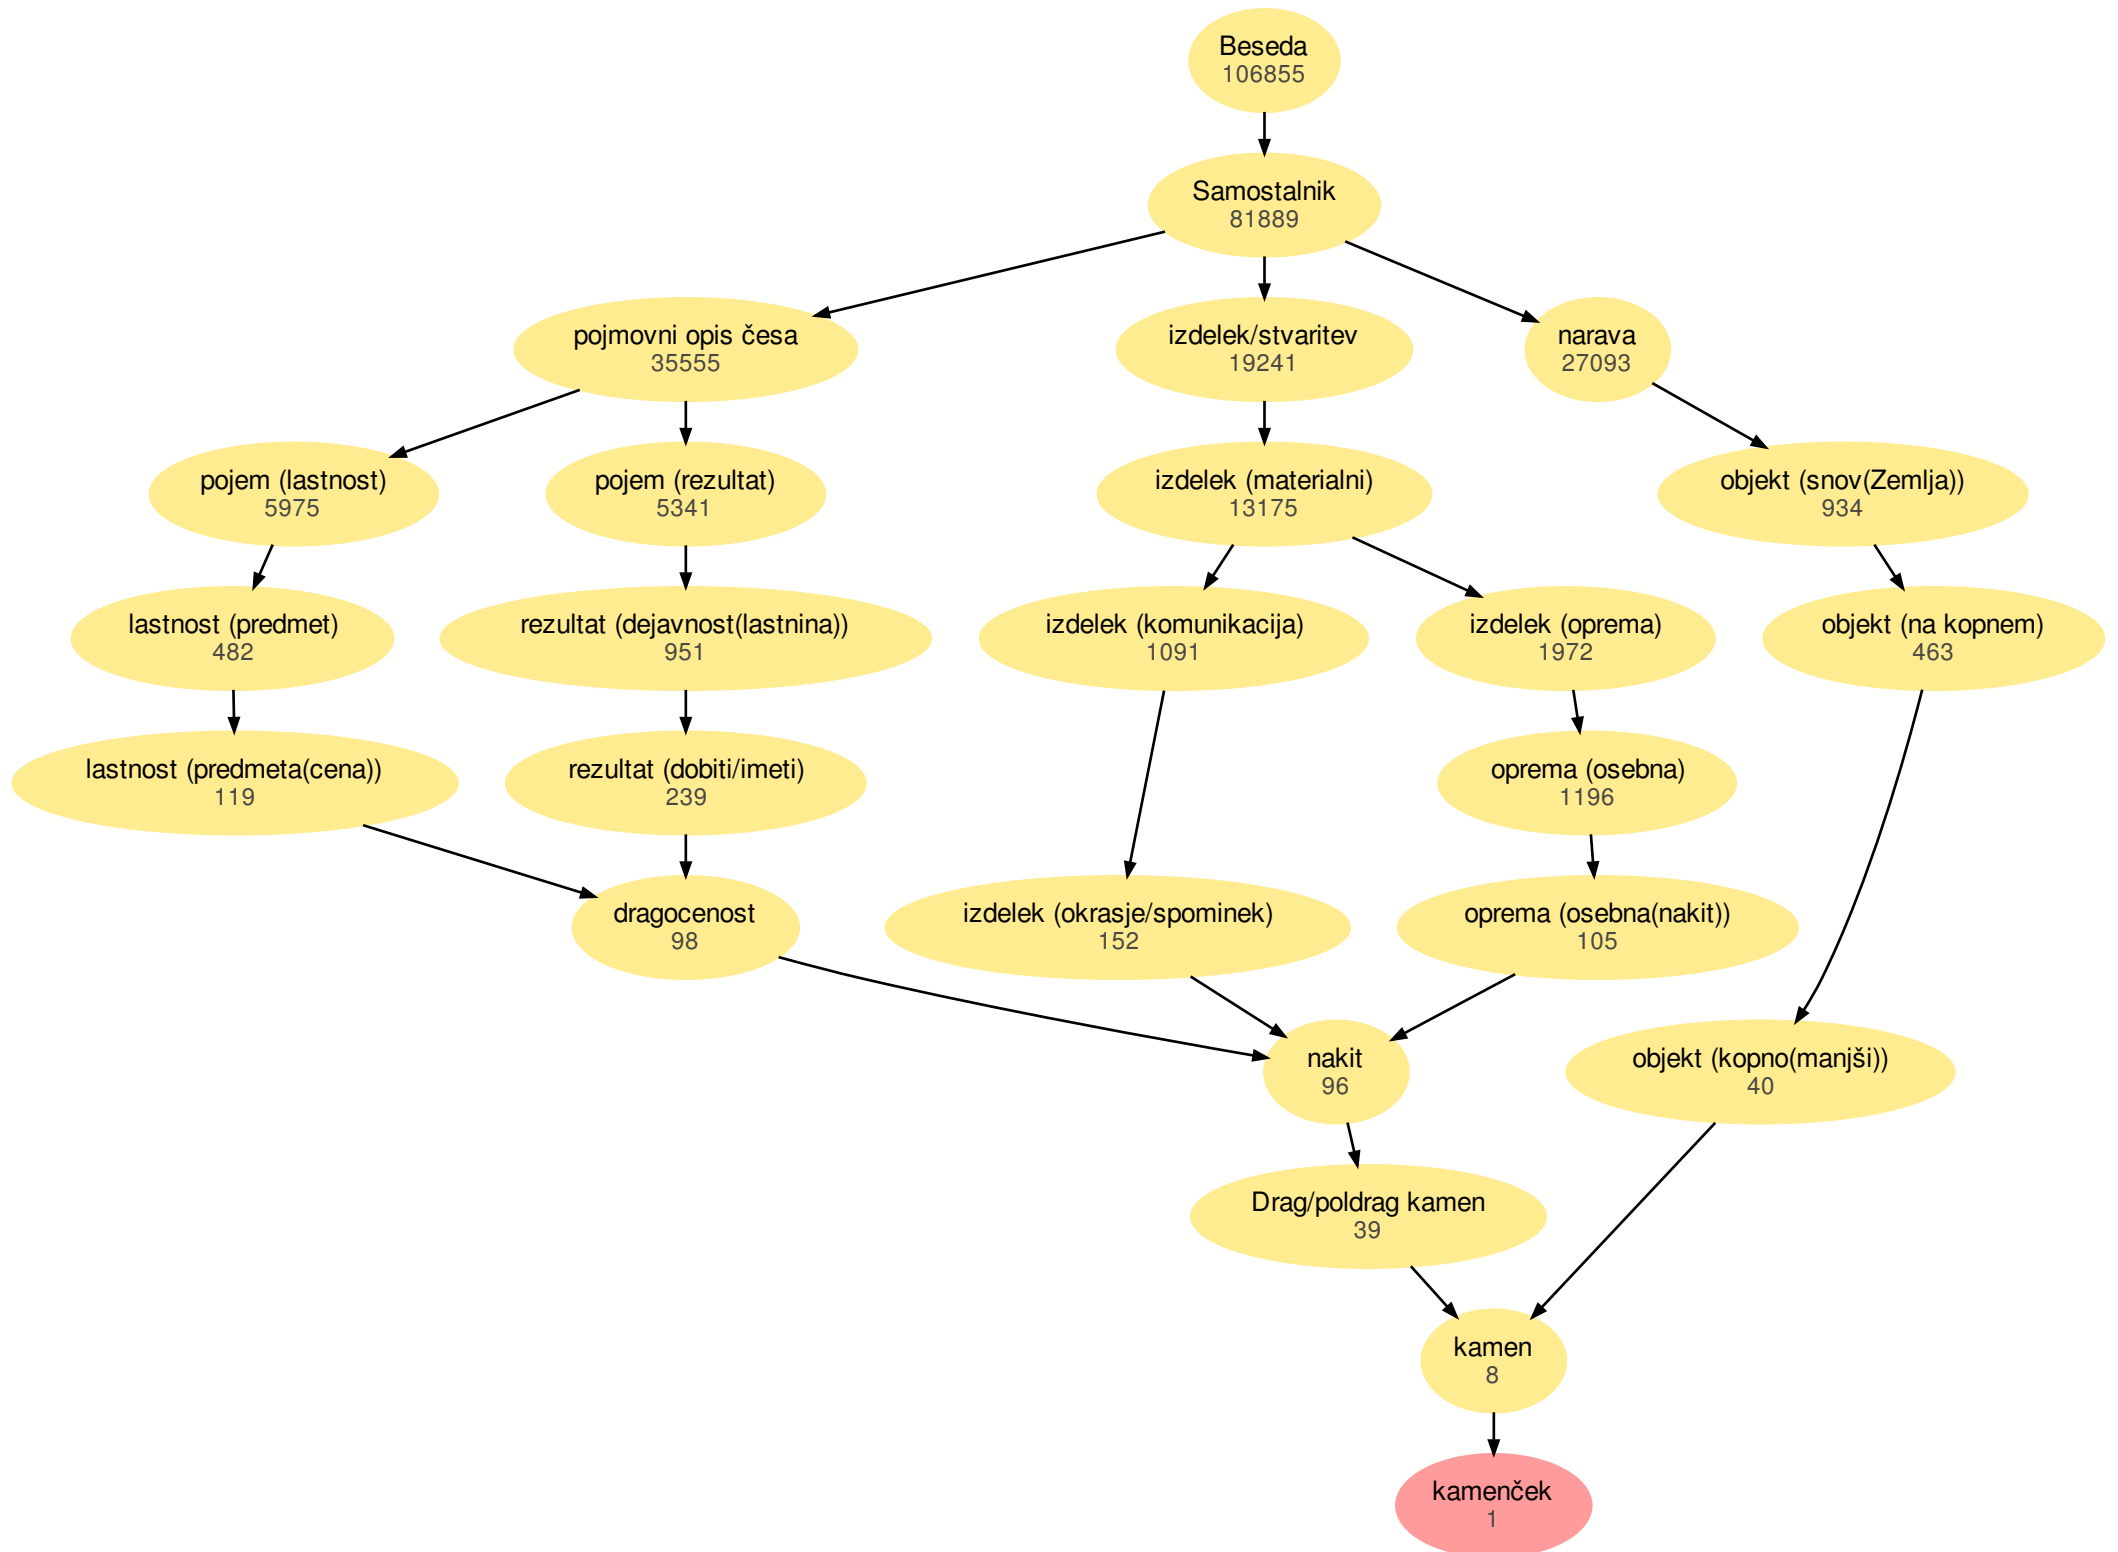 Beseda
106855
Samostalnik
81889
pojmovni opis česa
35555
izdelek/stvaritev
19241
narava
27093
pojem (lastnost)
5975
pojem (rezultat)
5341
izdelek (materialni)
13175
objekt (snov(Zemlja))
934
lastnost (predmet)
482
rezultat (dejavnost(lastnina))
951
izdelek (komunikacija)
1091
izdelek (oprema)
1972
objekt (na kopnem)
463
lastnost (predmeta(cena))
119
rezultat (dobiti/imeti)
239
oprema (osebna)
1196
dragocenost
98
izdelek (okrasje/spominek)
152
oprema (osebna(nakit))
105
nakit
96
objekt (kopno(manjši))
40
Drag/poldrag kamen
39
kamen
8
kamenček
1